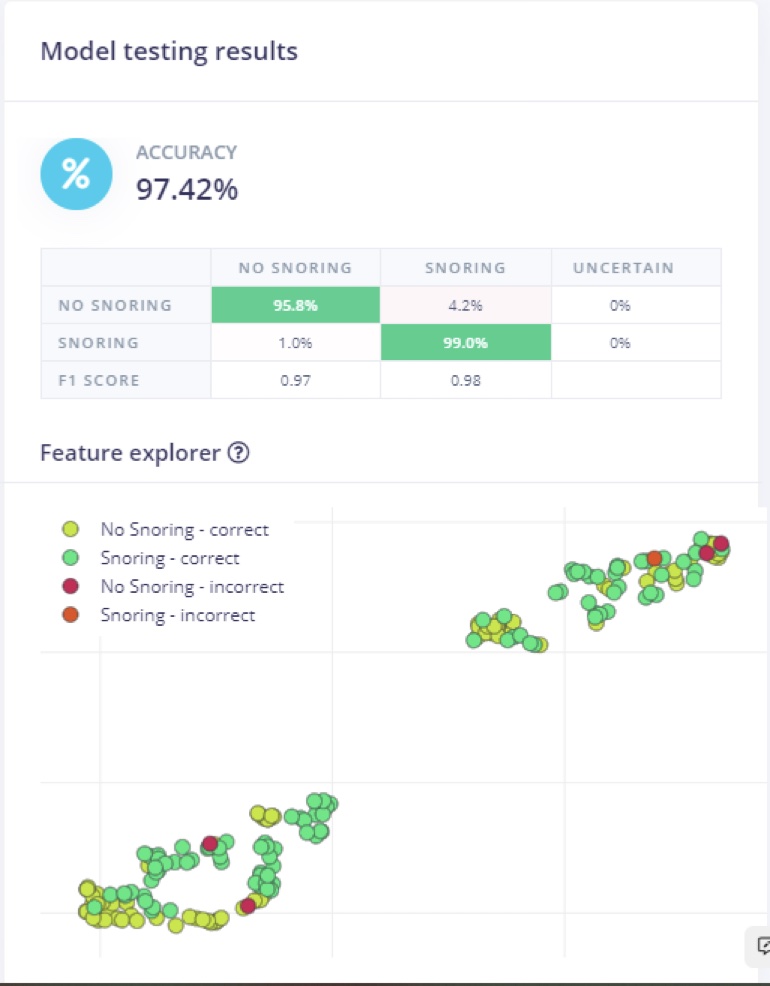 Model testing results
%
ACCURACY
97.42%
NO SNORING SNORING UNCERTAIN
NO SNORING 95.8% 4.2% 0%
SNORING 1.0% 99.0% 0%
F1 SCORE 0.97 0.98
Feature explorer ?
No Snoring - correct
Snoring - correct
No Snoring - incorrect
Snoring - incorrect